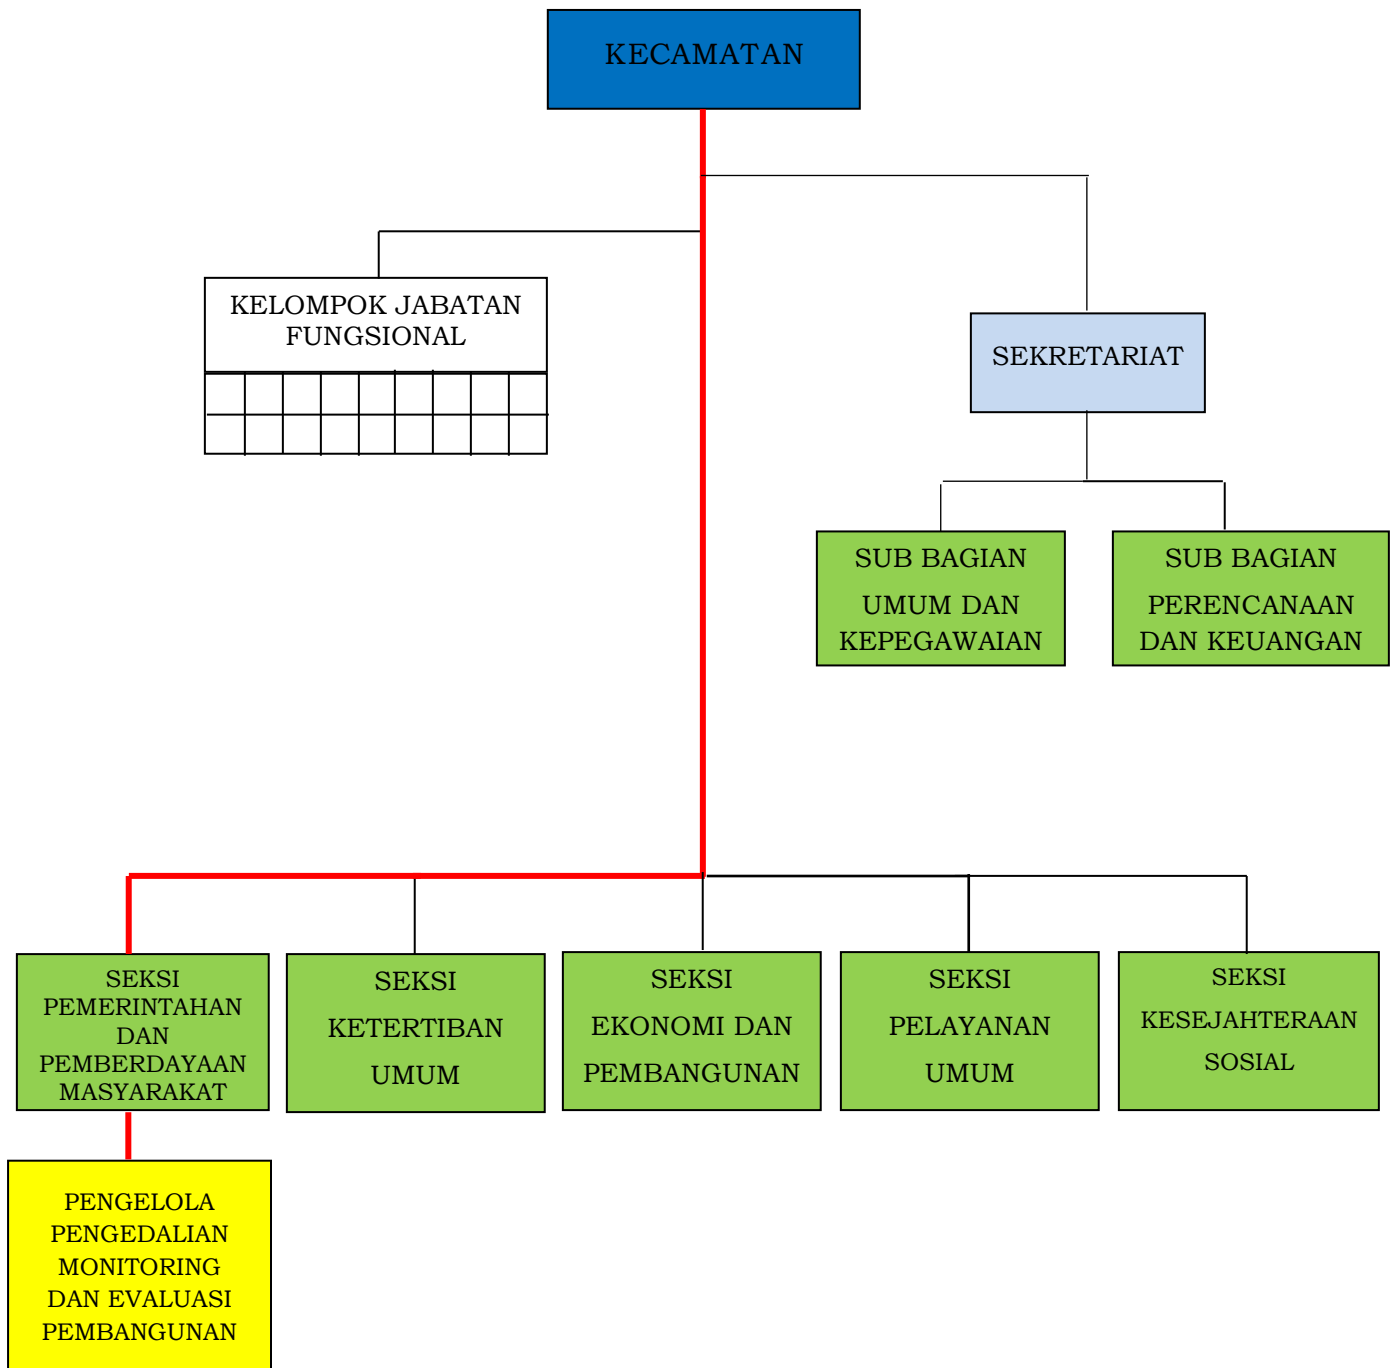 KECAMATAN
KELOMPOK JABATAN
FUNGSIONAL
SEKRETARIAT
SUB BAGIAN
UMUM DAN
KEPEGAWAIAN
SUB BAGIAN
PERENCANAAN
DAN KEUANGAN
SEKSI
PEMERINTAHAN
DAN
PEMBERDAYAAN
MASYARAKAT
SEKSI
KETERTIBAN
UMUM
SEKSI
EKONOMI DAN
PEMBANGUNAN
SEKSI
PELAYANAN
UMUM
SEKSI
KESEJAHTERAAN
SOSIAL
PENGELOLA
PENGEDALIAN
MONITORING
DAN EVALUASI
PEMBANGUNAN